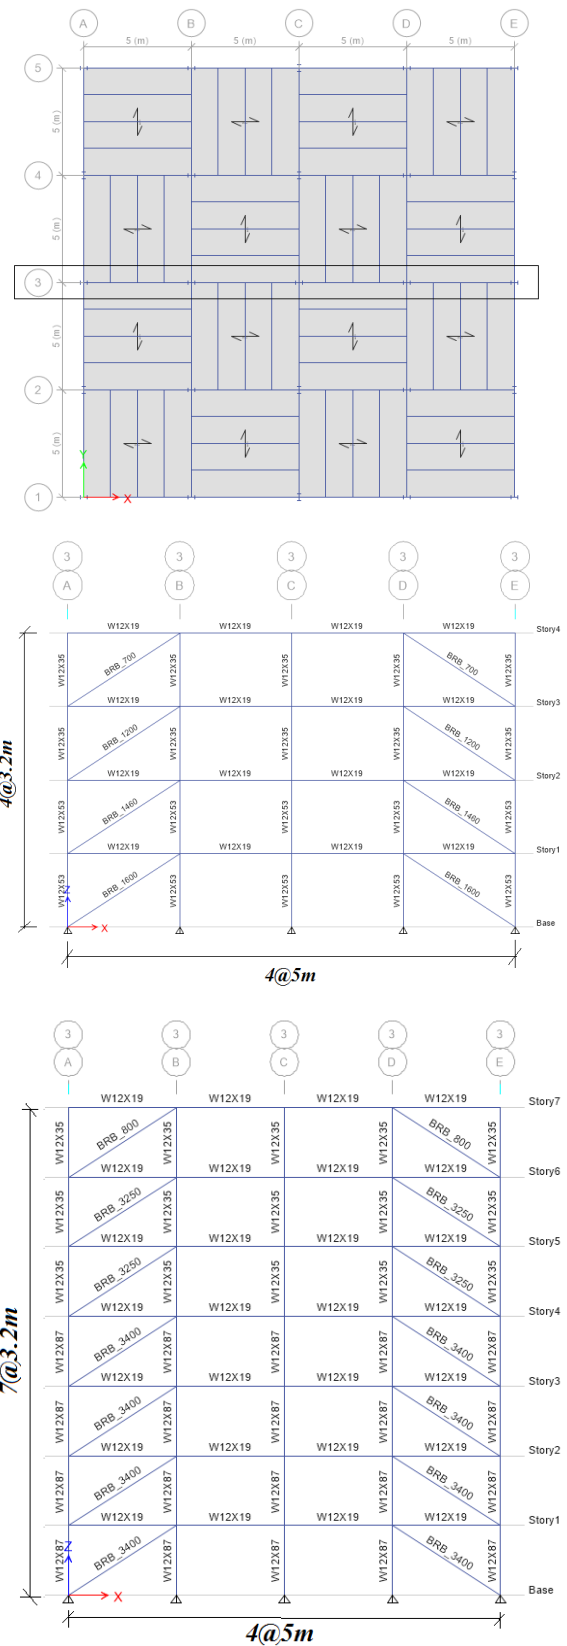 A B C D E
5 (m) 5 (m) 5 (m) 5 (m)
5
5 (m)
4
5 (m)
3
5 (m)
2
5 (m)
Y
1
X
3 3 3 3 3
A B C D E
W12X19 W12X19 W12X19 W12X19 Story4
W12X35 BRB_700 W12X35 W12X35 W12X35 BRB_700 W12X35
W12X19 W12X19 W12X19 W12X19 Story3
W12X35 BRB_1200 W12X35 W12X35 W12X35 BRB_1200 W12X35
W12X19 W12X19 W12X19 W12X19 Story2
4@3.2m
W12X53 BRB_1460 W12X53 W12X53 W12X53 BRB_1460 W12X53
W12X19 W12X19 W12X19 W12X19 Story1
W12X53 BRB_1600 W12X53 W12X53 W12X53 BRB_1600 W12X53
Z
X
Base
4@5m
3 3 3 3 3
A B C D E
W12X19 W12X19 W12X19 W12X19 Story7
W12X35 BRB_800 W12X35 W12X35 W12X35 BRB_800 W12X35
W12X19 W12X19 W12X19 W12X19 Story6
W12X35 BRB_3250 W12X35 W12X35 W12X35 BRB_3250 W12X35
W12X19 W12X19 W12X19 W12X19 Story5
W12X35 BRB_3250 W12X35 W12X35 W12X35 BRB_3250 W12X35
W12X19 W12X19 W12X19 W12X19 Story4
W12X87 BRB_3400 W12X87 W12X87 W12X87 BRB_3400 W12X87
7@3.2m
W12X19 W12X19 W12X19 W12X19 Story3
W12X87 BRB_3400 W12X87 W12X87 W12X87 BRB_3400 W12X87
W12X19 W12X19 W12X19 W12X19 Story2
W12X87 BRB_3400 W12X87 W12X87 W12X87 BRB_3400 W12X87
W12X19 W12X19 W12X19 W12X19 Story1
W12X87 BRB_3400 W12X87 W12X87 W12X87 BRB_3400 W12X87
Z
X
Base
4@5m